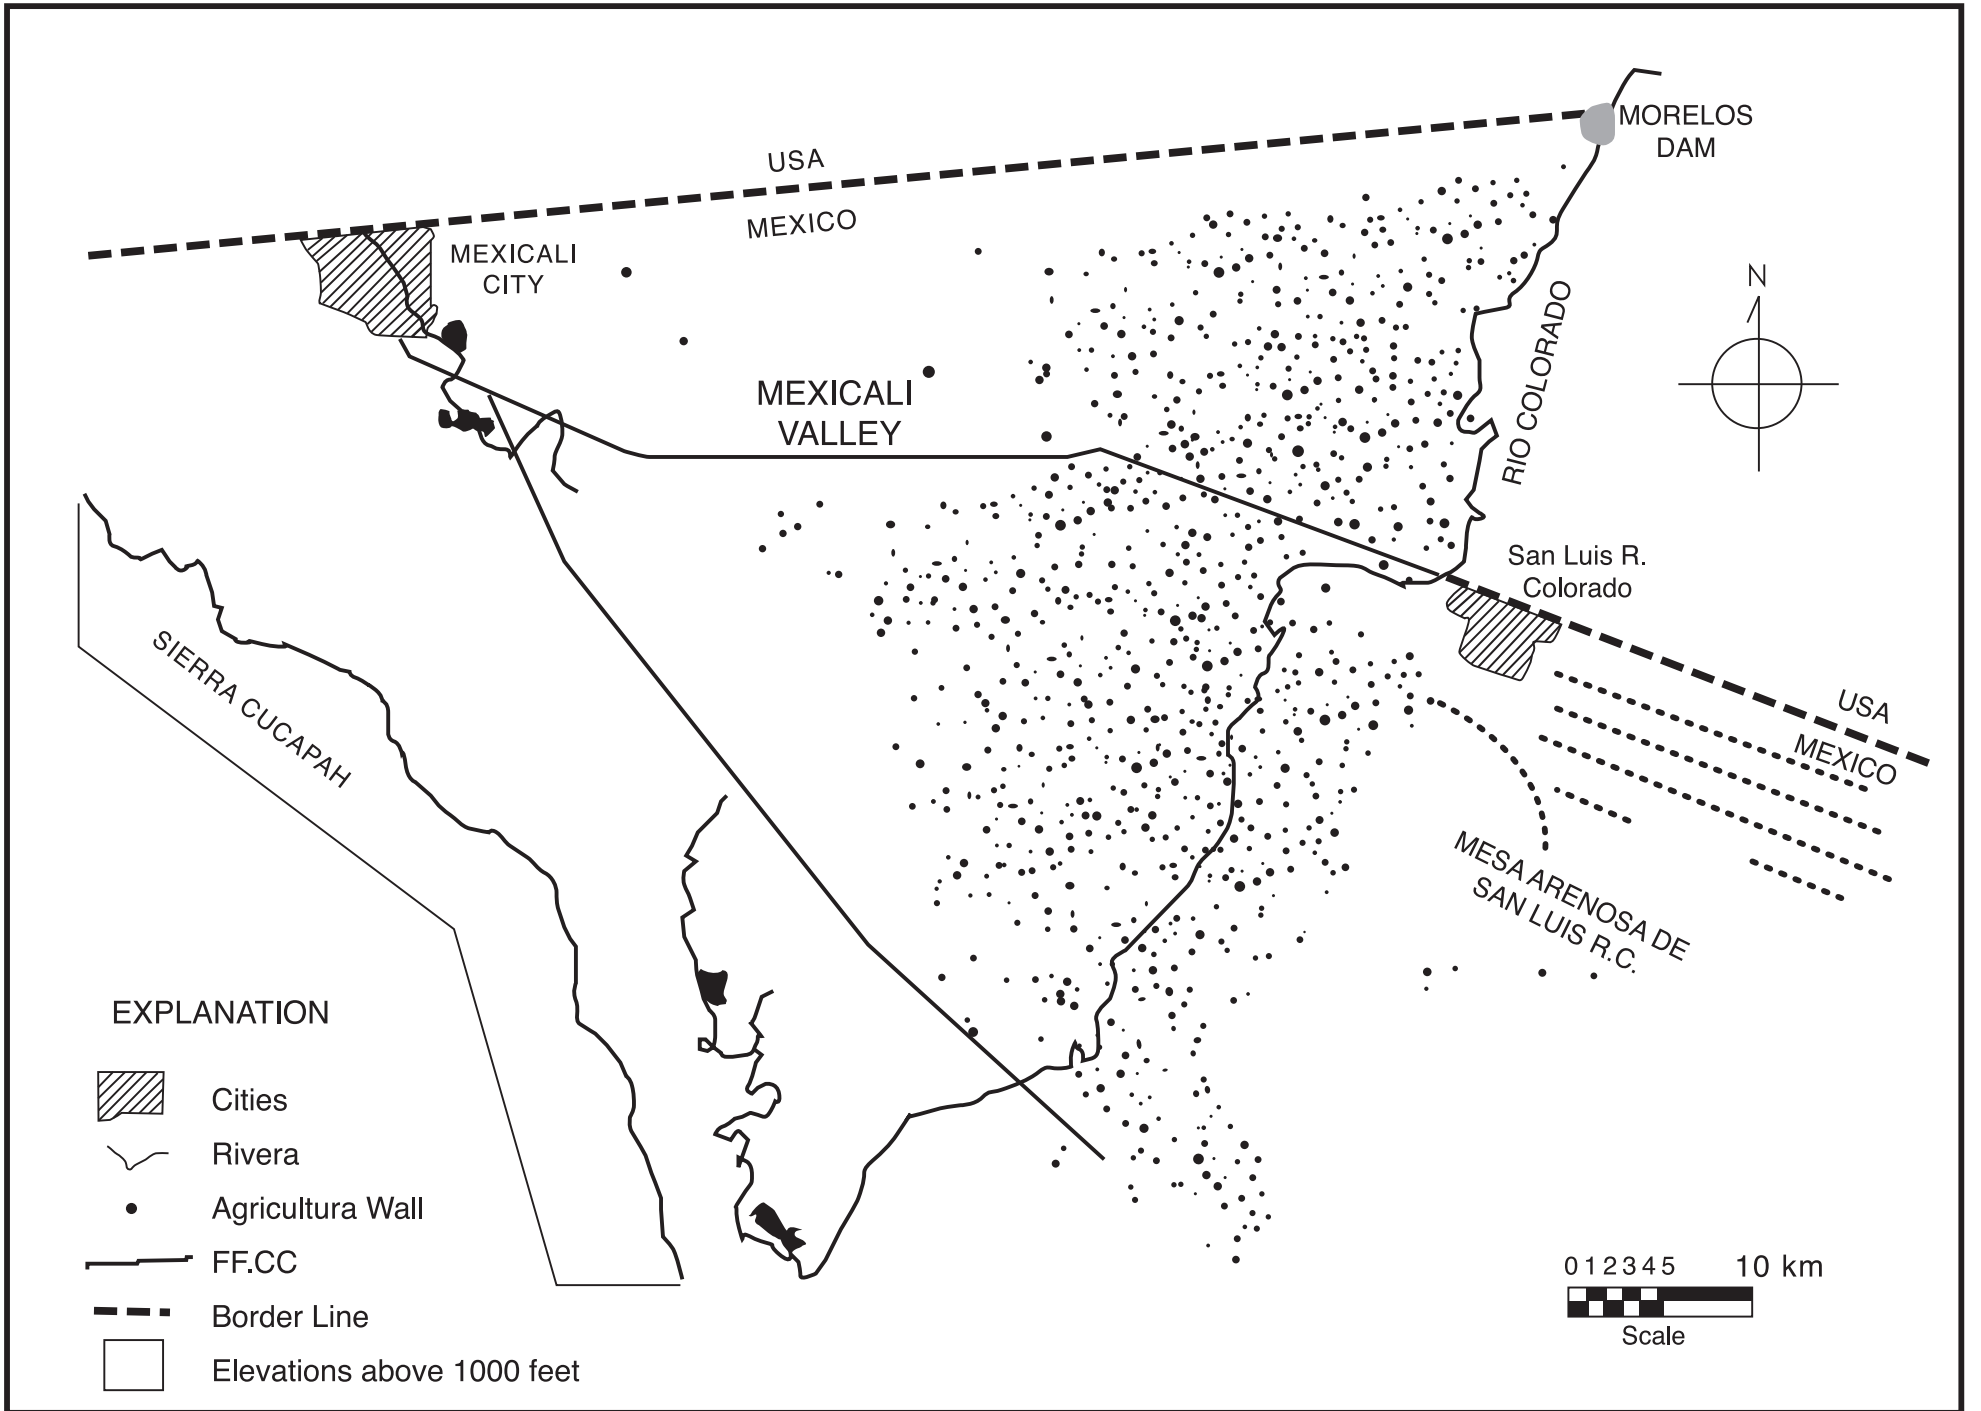 MORELOS
DAM
USA
MEXICO
MEXICALI
CITY
N
RIO COLORADO
MEXICALI
VALLEY
San Luis R.
Colorado
SIERRA CUCAPAH
USA
MEXICO
MESA ARENOSA DE
SAN LUIS R.C.
EXPLANATION
Cities
Rivera
Agricultura Wall
FF.CC
Border Line
Elevations above 1000 feet
0 1 2 3 4 5 10 km
Scale